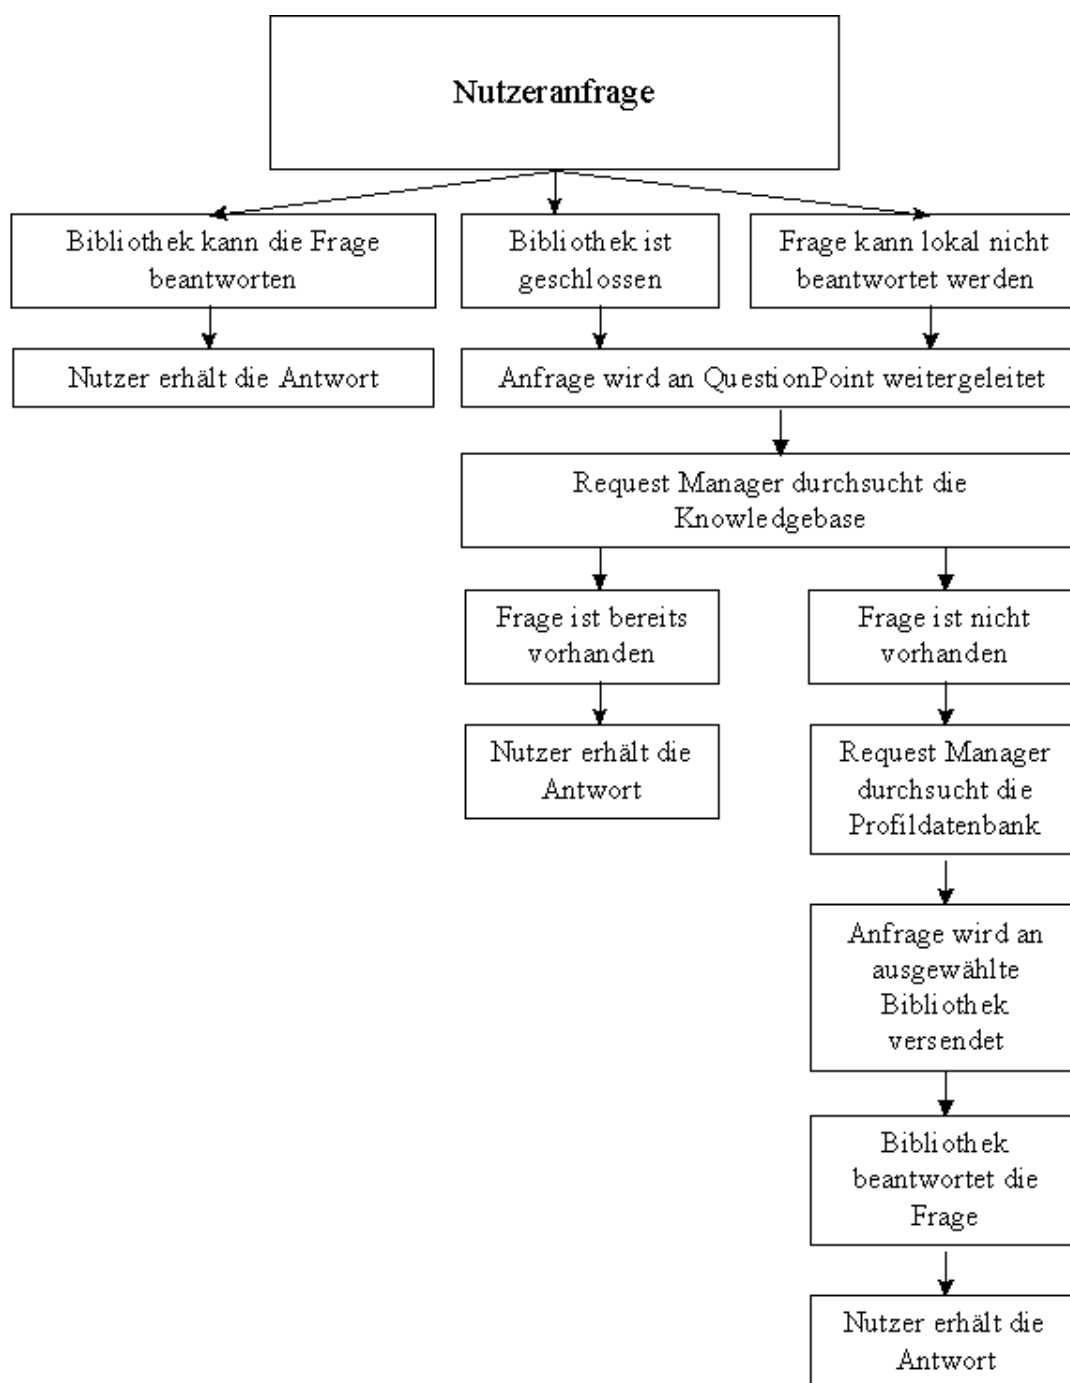 Nutzeranfrage
Bibliothek kann die Frage
beantworten
Bibliothek ist
geschlossen
Frage kann lokal nicht
beantwortet werden
Nutzer erhält die Antwort
Anfrage wird an QuestionPoint weitergeleitet
Request Manager durchsucht die
Knowledgebase
Frage ist bereits
vorhanden
Frage ist nicht
vorhanden
Nutzer erhält die
Antwort
Request Manager
durchsucht die
Profildatenbank
Anfrage wird an
ausgewählte
Bibliothek
versendet
Bibliothek
beantwortet die
Frage
Nutzer erhält die
Antwort